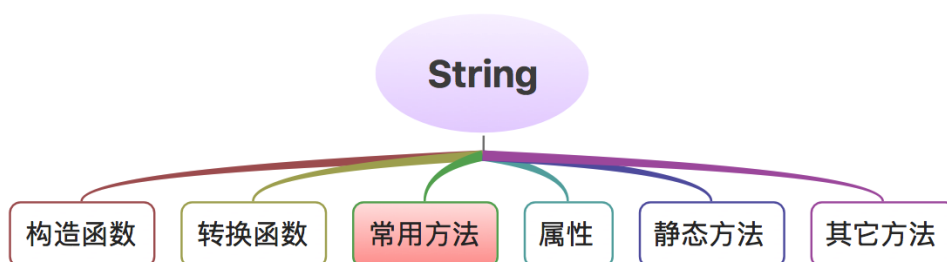 String
构造函数
转换函数
常用方法
属性
静态方法
其它方法